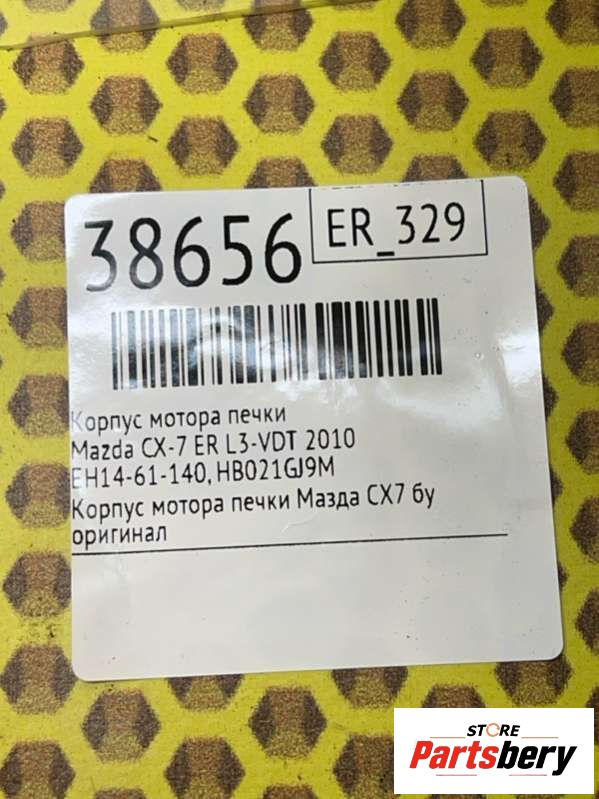 38656
ER_329
Корпус мотора печки
Mazda CX-7 ER L3-VDT 2010
EH14-61-140, HB021GJ9M
Корпус мотора печки Мазда CX7 бу
оригинал
STORE
Partsbery